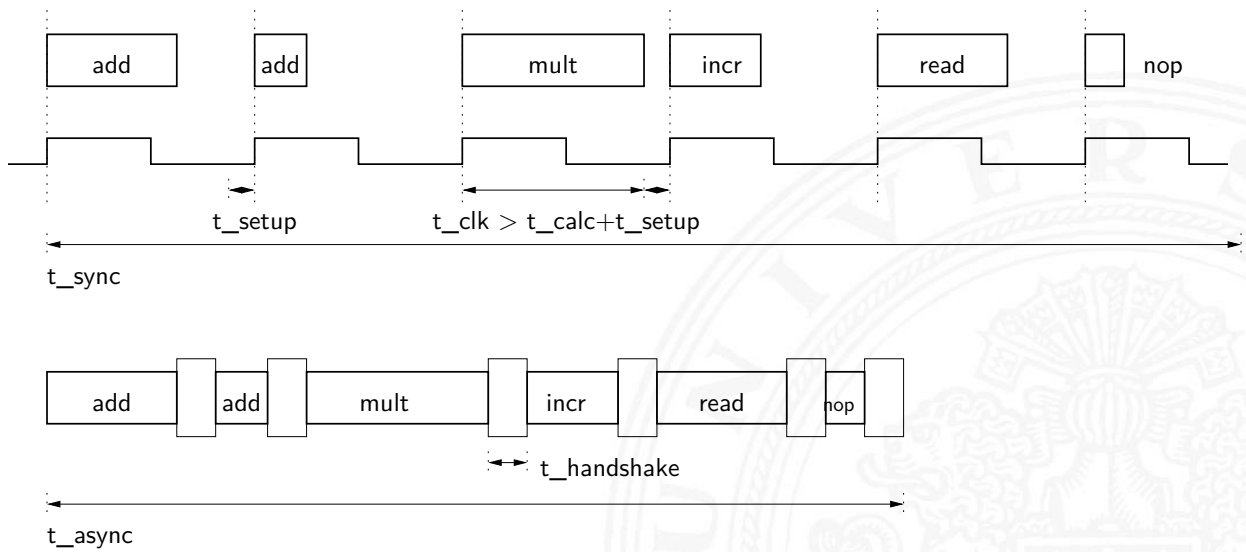 add add mult incr read nop
t_setup t_clk > t_calc+t_setup
t_sync
add add mult incr read nop
t_handshake
t_async
UNIVERS